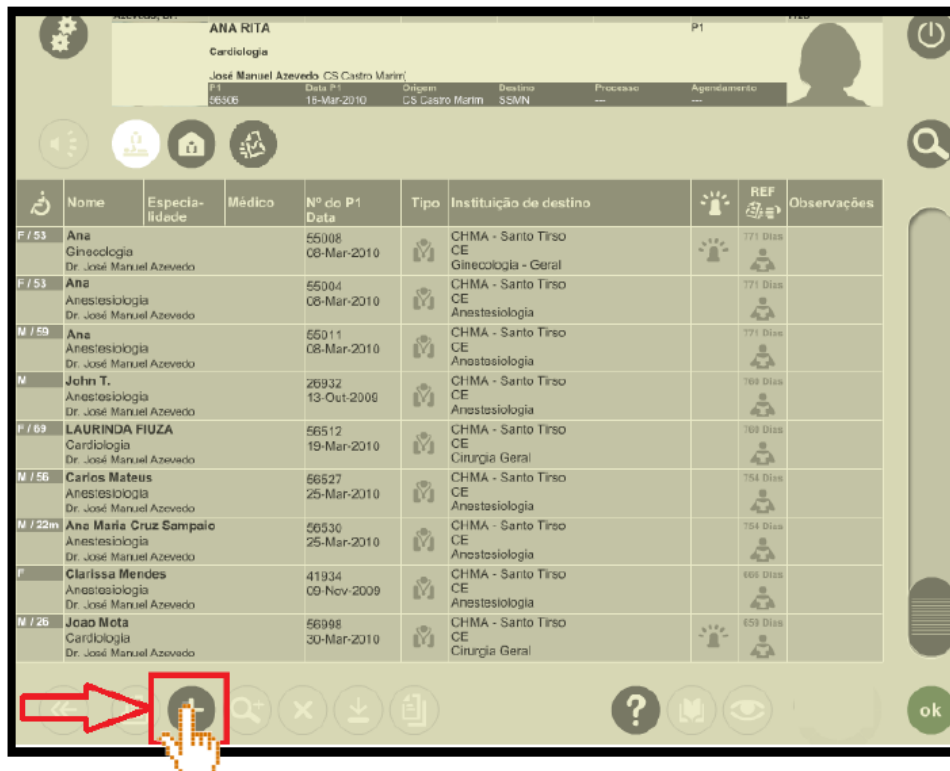 ANA RITA P1
Cardiologia
José Manuel Azevedo CS Castro Marim(
P1 Data P1 Origem Destino Processo Agendamento
56506 16-Mar-2010 CS Castro Marim SSMN --- ---
Nome Especia-lidade Médico Nº do P1 Data Tipo Instituição de destino REF Observações
F / 53 Ana 55008 CHMA - Santo Tirso 771 Dias
Ginecologia 08-Mar-2010 CE
Dr. José Manuel Azevedo Ginecologia - Geral
F / 53 Ana 55004 CHMA - Santo Tirso 771 Dias
Anestesiologia 08-Mar-2010 CE
Dr. José Manuel Azevedo Anestesiologia
M / 59 Ana 55011 CHMA - Santo Tirso 771 Dias
Anestesiologia 08-Mar-2010 CE
Dr. José Manuel Azevedo Anestesiologia
M John T. 26932 CHMA - Santo Tirso Dias
Anestesiologia 13-Out-2009 CE
Dr. José Manuel Azevedo Anestesiologia
F / 69 LAURINDA FIUZA 56512 CHMA - Santo Tirso 760 Dias
Cardiologia 19-Mar-2010 CE
Dr. José Manuel Azevedo Cirurgia Geral
M / 56 Carlos Mateus 56527 CHMA - Santo Tirso 754 Dias
Anestesiologia 25-Mar-2010 CE
Dr. José Manuel Azevedo Anestesiologia
M / 22m Ana Maria Cruz Sampaio 56530 CHMA - Santo Tirso 754 Dias
Anestesiologia 25-Mar-2010 CE
Dr. José Manuel Azevedo Anestesiologia
F Clarissa Mendes 41934 CHMA - Santo Tirso 666 Dias
Anestesiologia 09-Nov-2009 CE
Dr. José Manuel Azevedo Anestesiologia
M / 26 Joao Mota 56998 CHMA - Santo Tirso 659 Dias
Cardiologia 30-Mar-2010 CE
Dr. José Manuel Azevedo Cirurgia Geral
? ok